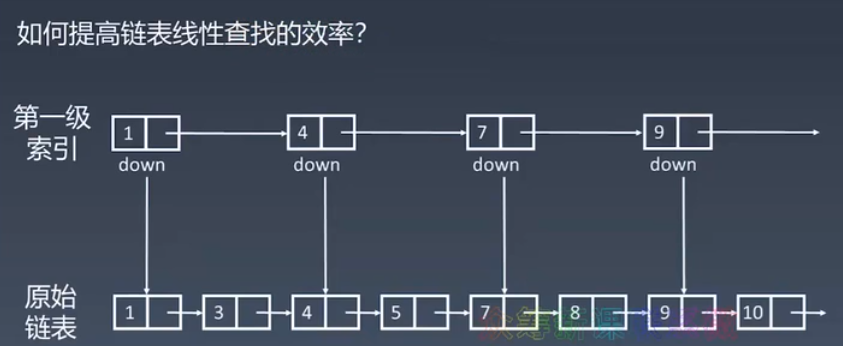 如何提高链表线性查找的效率?
第一级
索引
1 4 7 9
down down down down
原始
链表
1 3 4 5 7 8 9 10